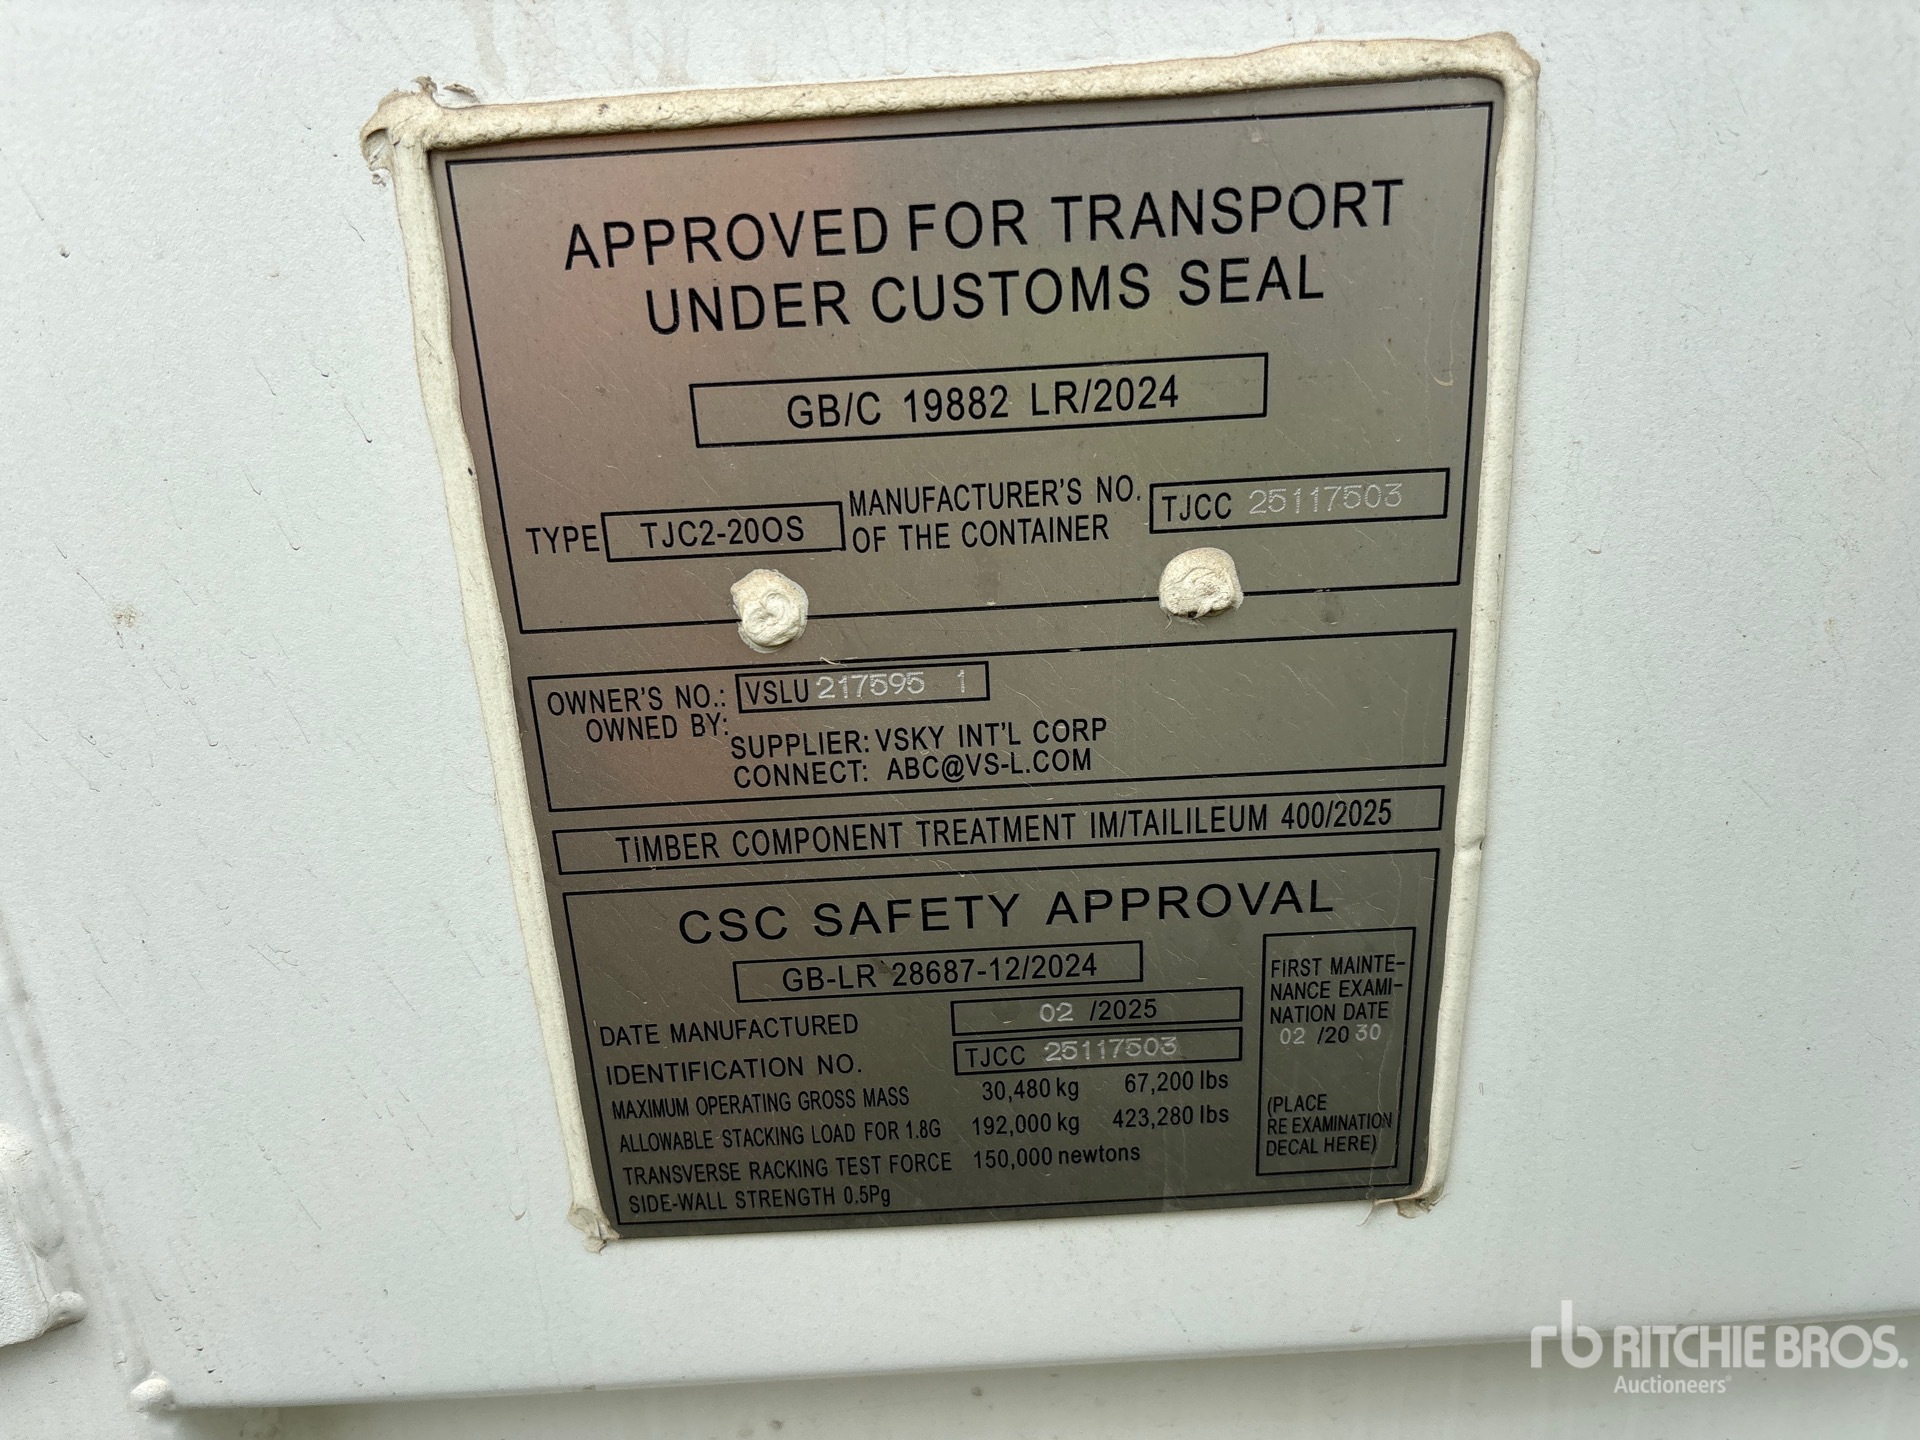 APPROVED FOR TRANSPORT
UNDER CUSTOMS SEAL
GB/C 19882 LR/2024
TYPE TJC2-20OS MANUFACTURER'S NO. OF THE CONTAINER TJCC 25117503
OWNER'S NO.: VSLU 217595 1
OWNED BY:
SUPPLIER: VSKY INT'L CORP
CONNECT: ABC@VS-L.COM
TIMBER COMPONENT TREATMENT IM/TAILILEUM 400/2025
CSC SAFETY APPROVAL
GB-LR 28687-12/2024
DATE MANUFACTURED 02 /2025
IDENTIFICATION NO. TJCC 25117503
MAXIMUM OPERATING GROSS MASS 30,480 kg 67,200 lbs
ALLOWABLE STACKING LOAD FOR 1.8G 192,000 kg 423,280 lbs
TRANSVERSE RACKING TEST FORCE 150,000 newtons
SIDE-WALL STRENGTH 0.5Pg
FIRST MAINTE-
NANCE EXAMI-
NATION DATE
02 /20 30
(PLACE
RE EXAMINATION
DECAL HERE)
rb RITCHIE BROS.
Auctioneers